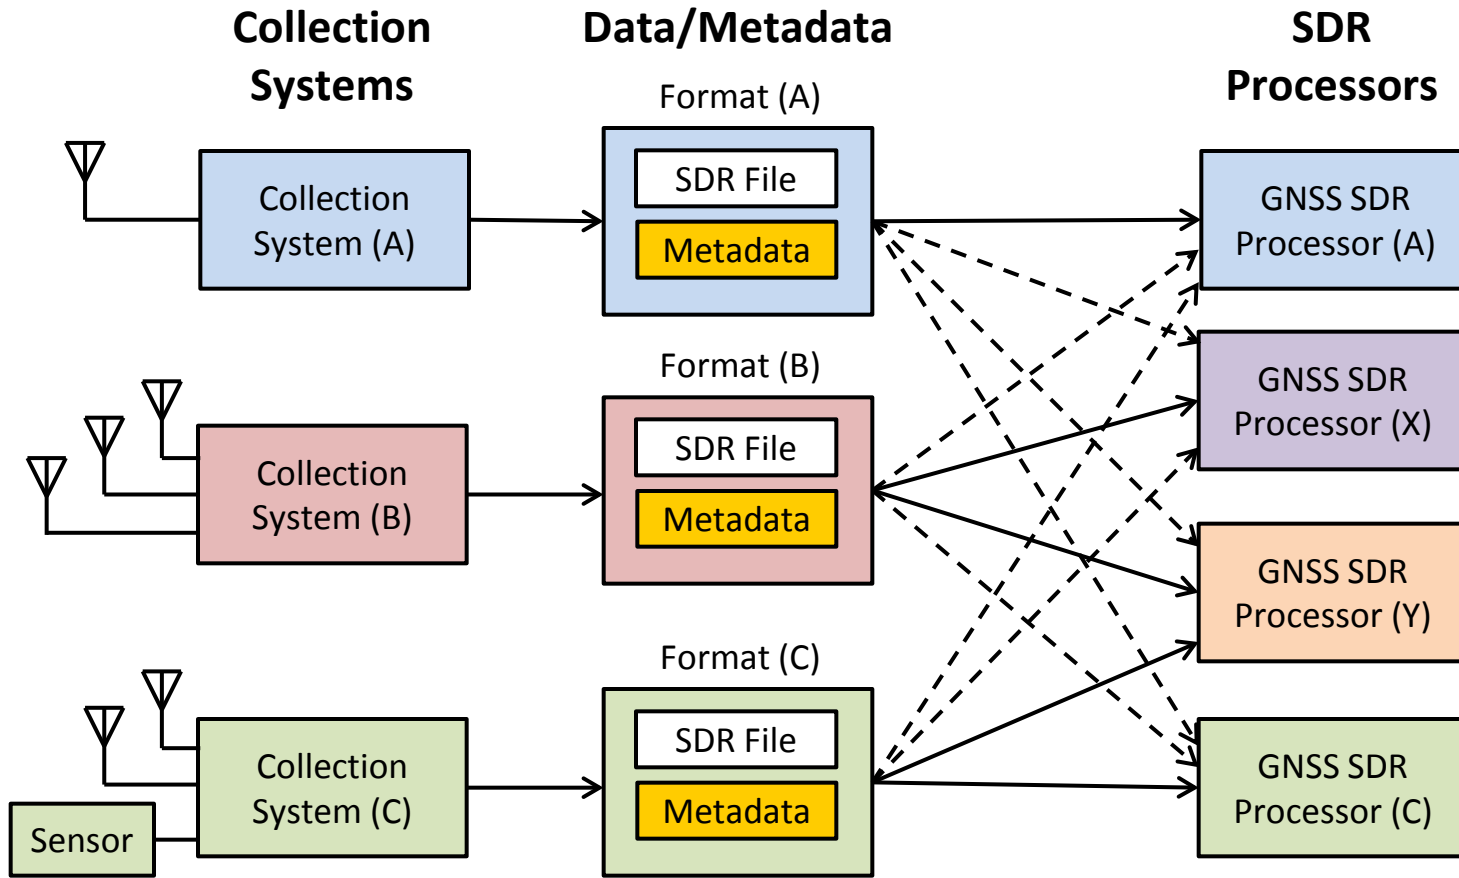 Collection
Systems
Data/Metadata
SDR
Processors
Format (A)
Collection
System (A)
SDR File
Metadata
GNSS SDR
Processor (A)
Format (B)
Collection
System (B)
SDR File
Metadata
GNSS SDR
Processor (X)
GNSS SDR
Processor (Y)
Format (C)
Collection
System (C)
Sensor
SDR File
Metadata
GNSS SDR
Processor (C)